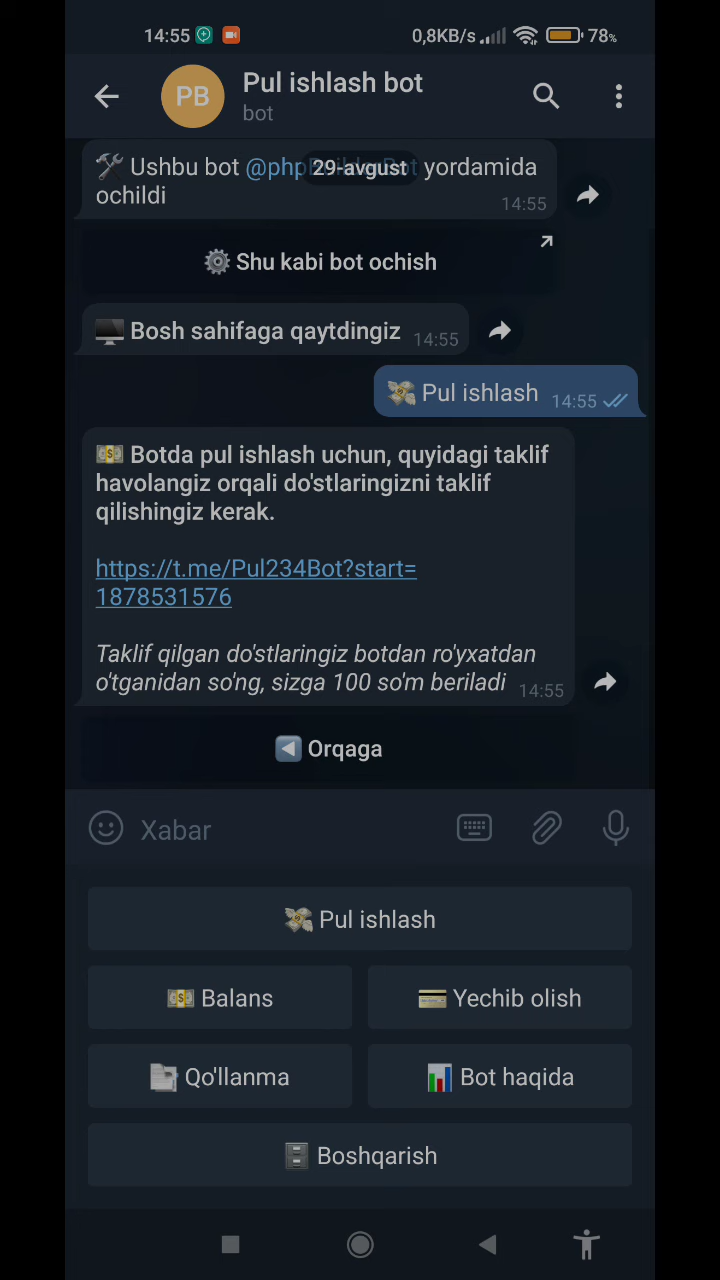 14:55
0,8KB/s
78%
PB
Pul ishlash bot
bot
Ushbu bot @phpBuilderBot yordamida
29-avgust
ochildi
14:55
Shu kabi bot ochish
Bosh sahifaga qaytdingiz 14:55
Pul ishlash 14:55
Botda pul ishlash uchun, quyidagi taklif
havolangiz orqali do'stlaringizni taklif
qilishingiz kerak.
https://t.me/Pul234Bot?start=
1878531576
Taklif qilgan do'stlaringiz botdan ro'yxatdan
o'tganidan so'ng, sizga 100 so'm beriladi 14:55
Orqaga
Xabar
Pul ishlash
Balans
Yechib olish
Qo'llanma
Bot haqida
Boshqarish